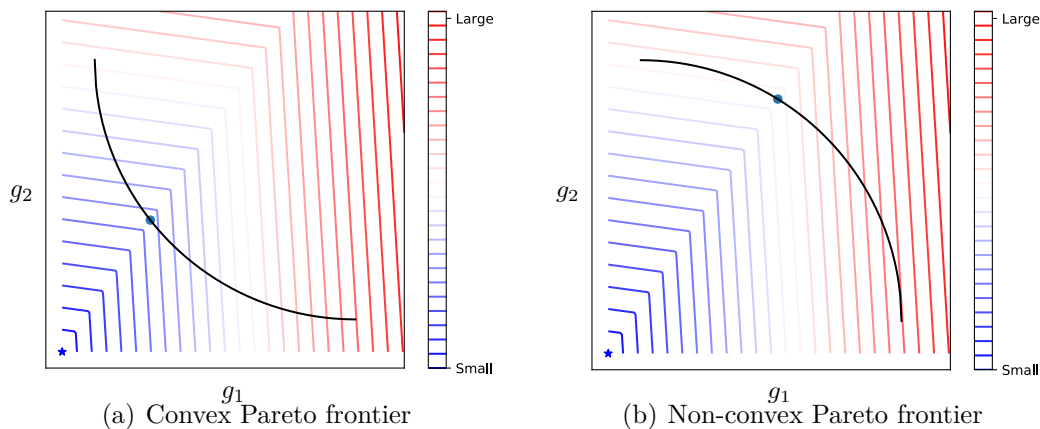 Large
g₂
Small
g₁
(a) Convex Pareto frontier
Large
g₂
Small
g₁
(b) Non-convex Pareto frontier